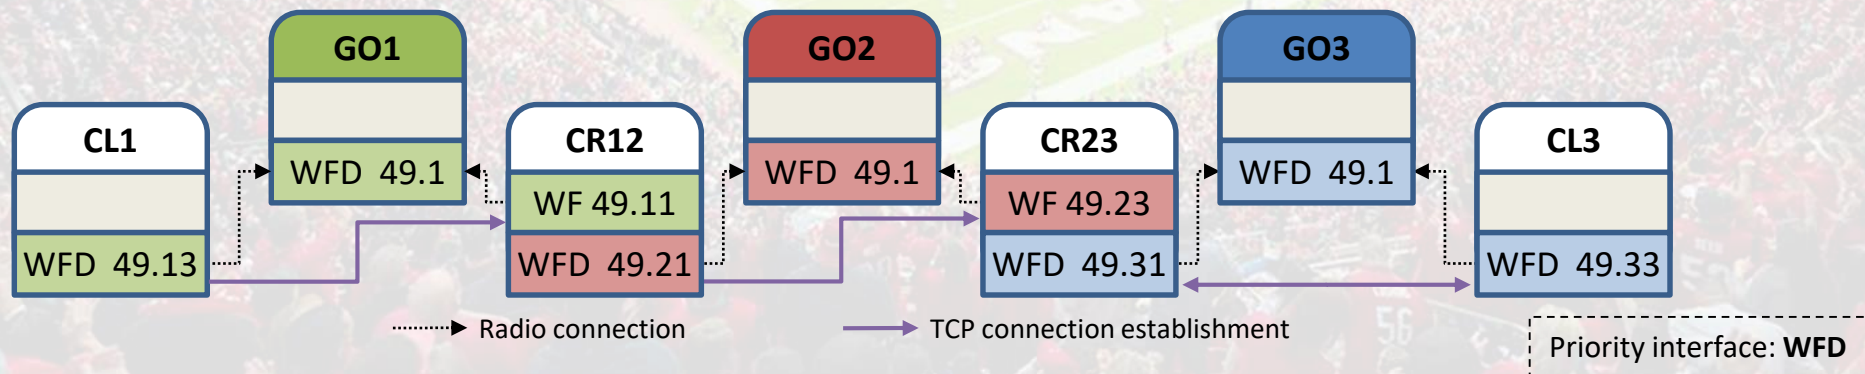 GO1
WFD 49.1
GO2
WFD 49.1
GO3
WFD 49.1
CL1
WFD 49.13
CR12
WF 49.11
WFD 49.21
CR23
WF 49.23
WFD 49.31
CL3
WFD 49.33
Radio connection
TCP connection establishment
Priority interface: WFD
56